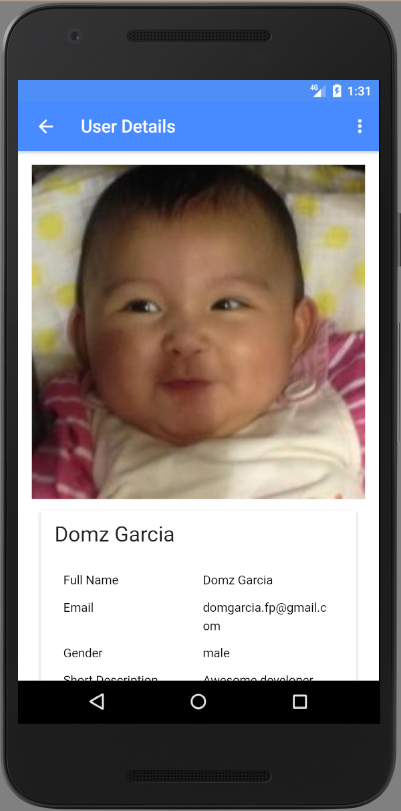 4G 1:31
User Details
Domz Garcia
Full Name Domz Garcia
Email domgarcia.fp@gmail.c
om
Gender male
Short Description Awesome developer